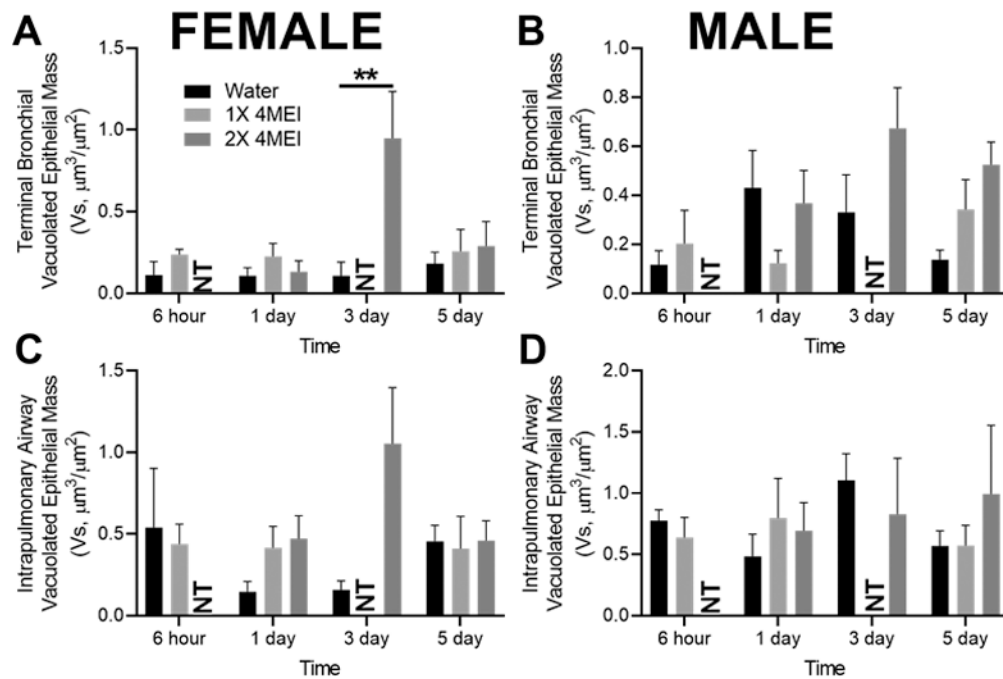 A
FEMALE
Terminal Bronchial
Vacuolated Epithelial Mass
(Vs, μm³/μm²)
1.5
1.0
0.5
0.0
Water
1X 4MEI
2X 4MEI
**
NT
NT
6 hour
1 day
3 day
5 day
Time
B
MALE
Terminal Bronchial
Vacuolated Epithelial Mass
(Vs, μm³/μm²)
1.0
0.8
0.6
0.4
0.2
0.0
NT
NT
6 hour
1 day
3 day
5 day
Time
C
Intrapulmonary Airway
Vacuolated Epithelial Mass
(Vs, μm³/μm²)
1.5
1.0
0.5
0.0
NT
NT
6 hour
1 day
3 day
5 day
Time
D
Intrapulmonary Airway
Vacuolated Epithelial Mass
(Vs, μm³/μm²)
2.0
1.5
1.0
0.5
0.0
NT
NT
6 hour
1 day
3 day
5 day
Time